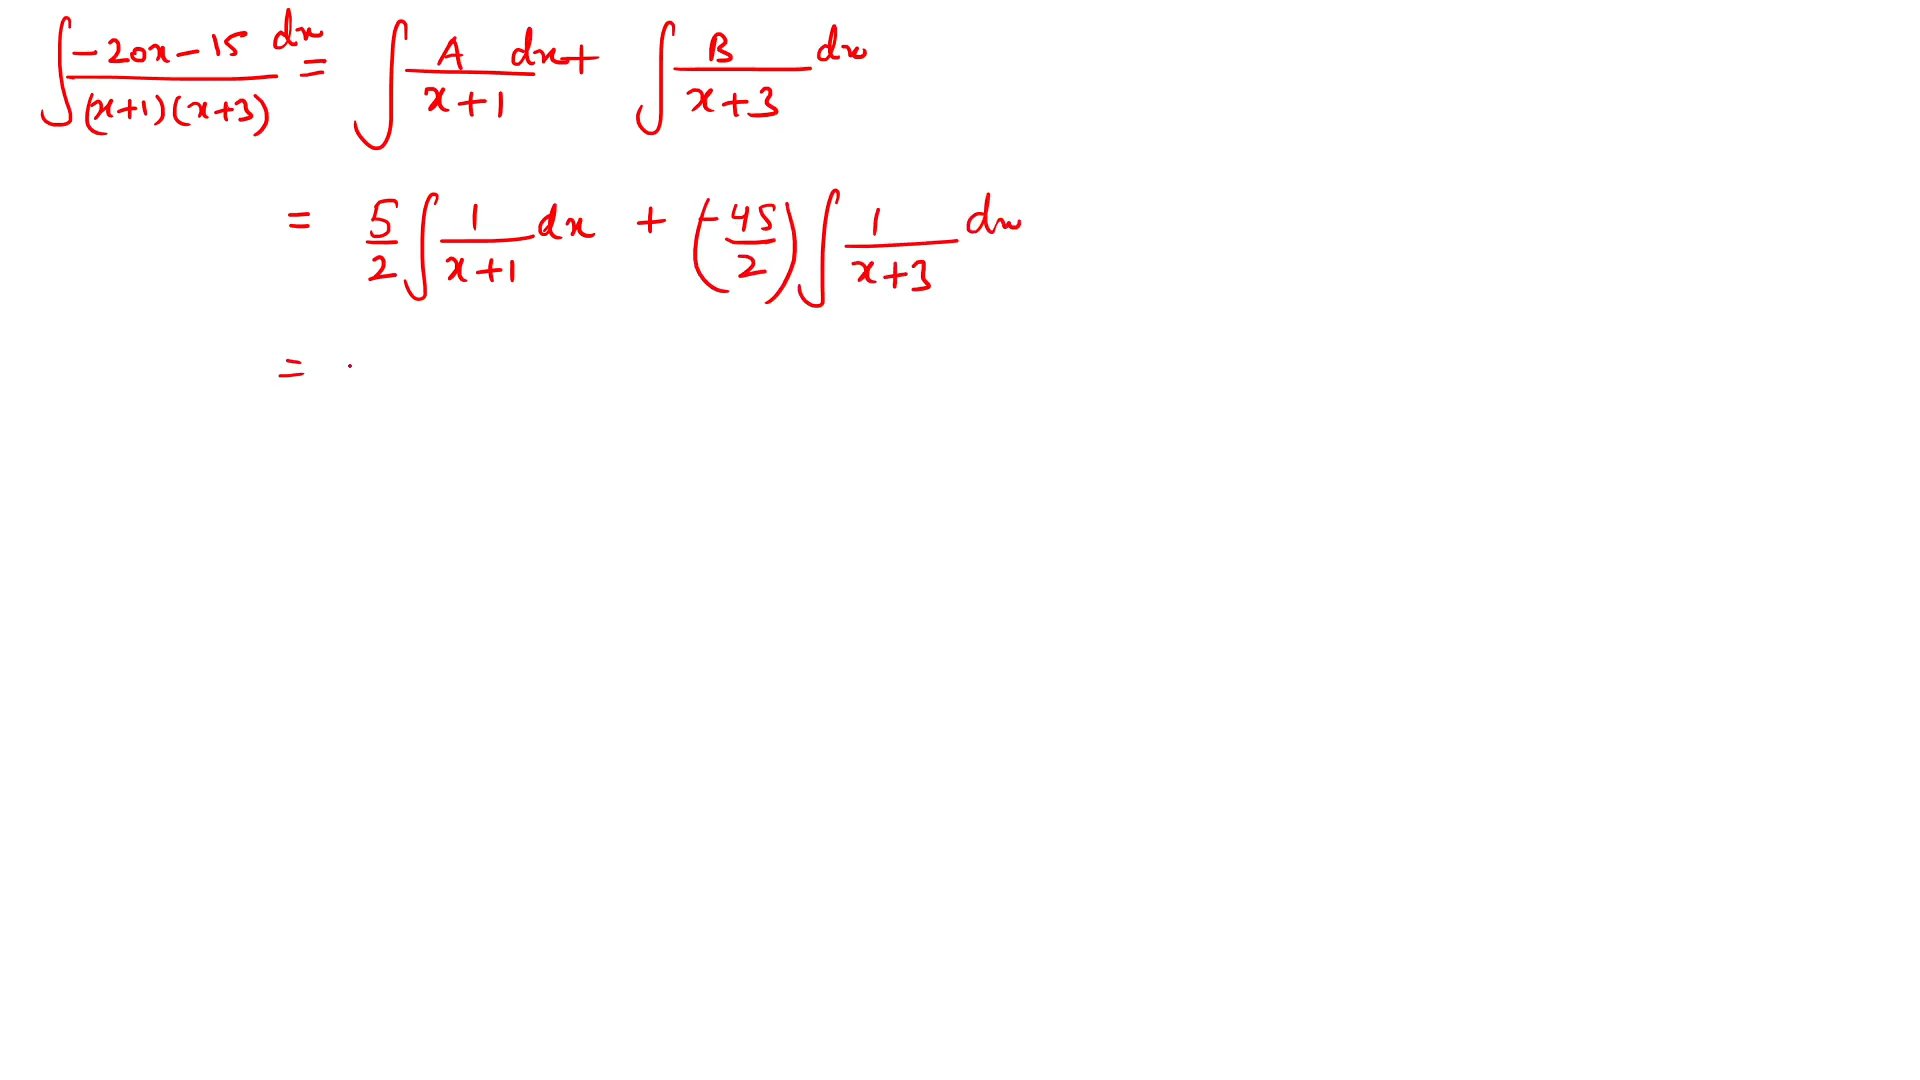 ∫ (-20x-15)/((x+1)(x+3)) dx = ∫ A/(x+1) dx + ∫ B/(x+3) dx
= 5/2 ∫ 1/(x+1) dx + (-45/2) ∫ 1/(x+3) dx
=